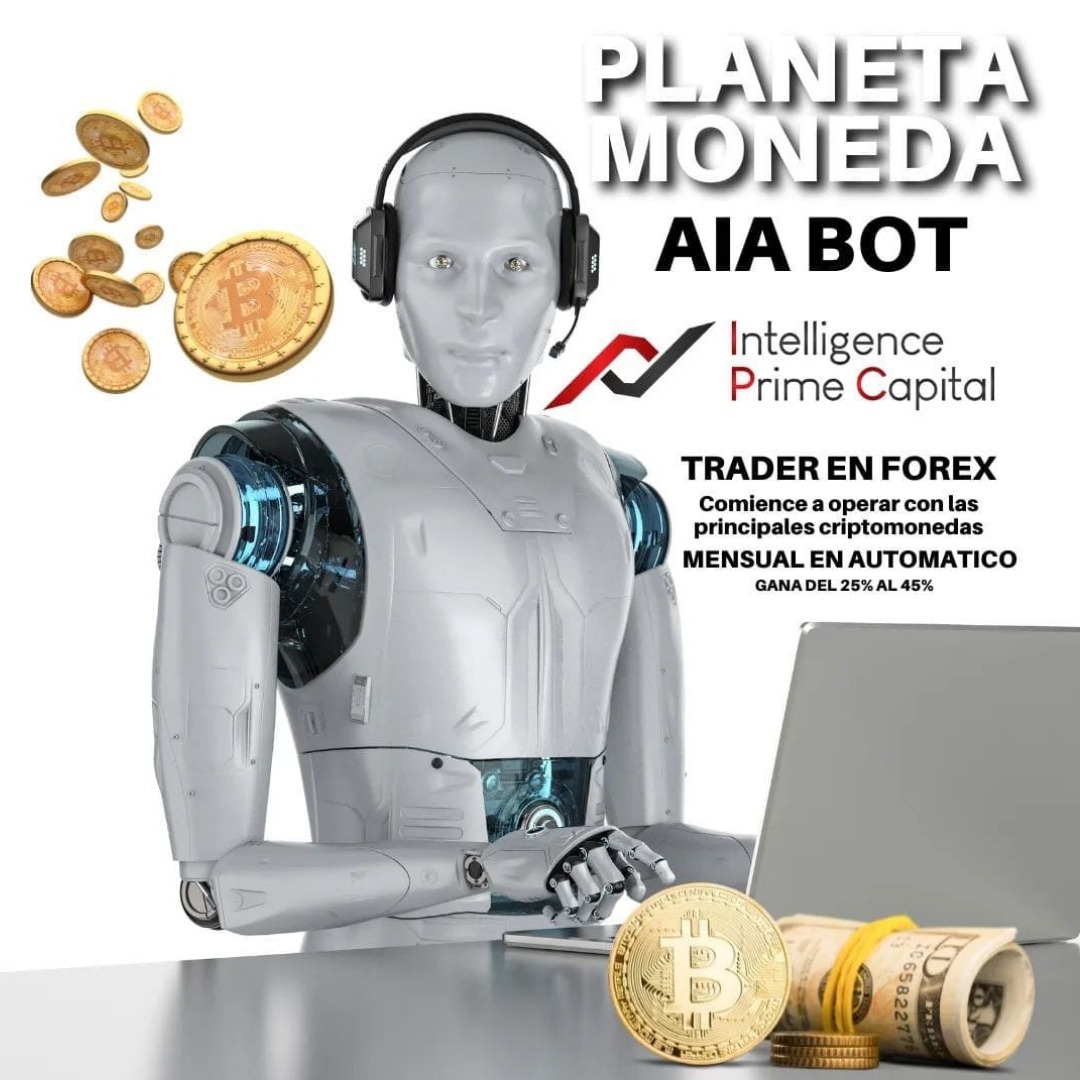 PLANETA
MONEDA
AIA BOT
Intelligence
Prime Capital
TRADER EN FOREX
Comience a operar con las
principales criptomonedas
MENSUAL EN AUTOMATICO
GANA DEL 25% AL 45%